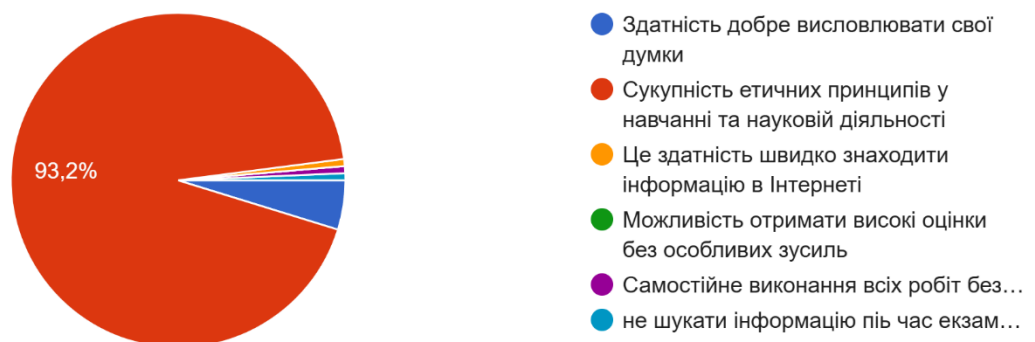 93,2%
Здатність добре висловлювати свої
думки
Сукупність етичних принципів у
навчанні та науковій діяльності
Це здатність швидко знаходити
інформацію в Інтернеті
Можливість отримати високі оцінки
без особливих зусиль
Самостійне виконання всіх робіт без...
не шукати інформацію піь час екзам...